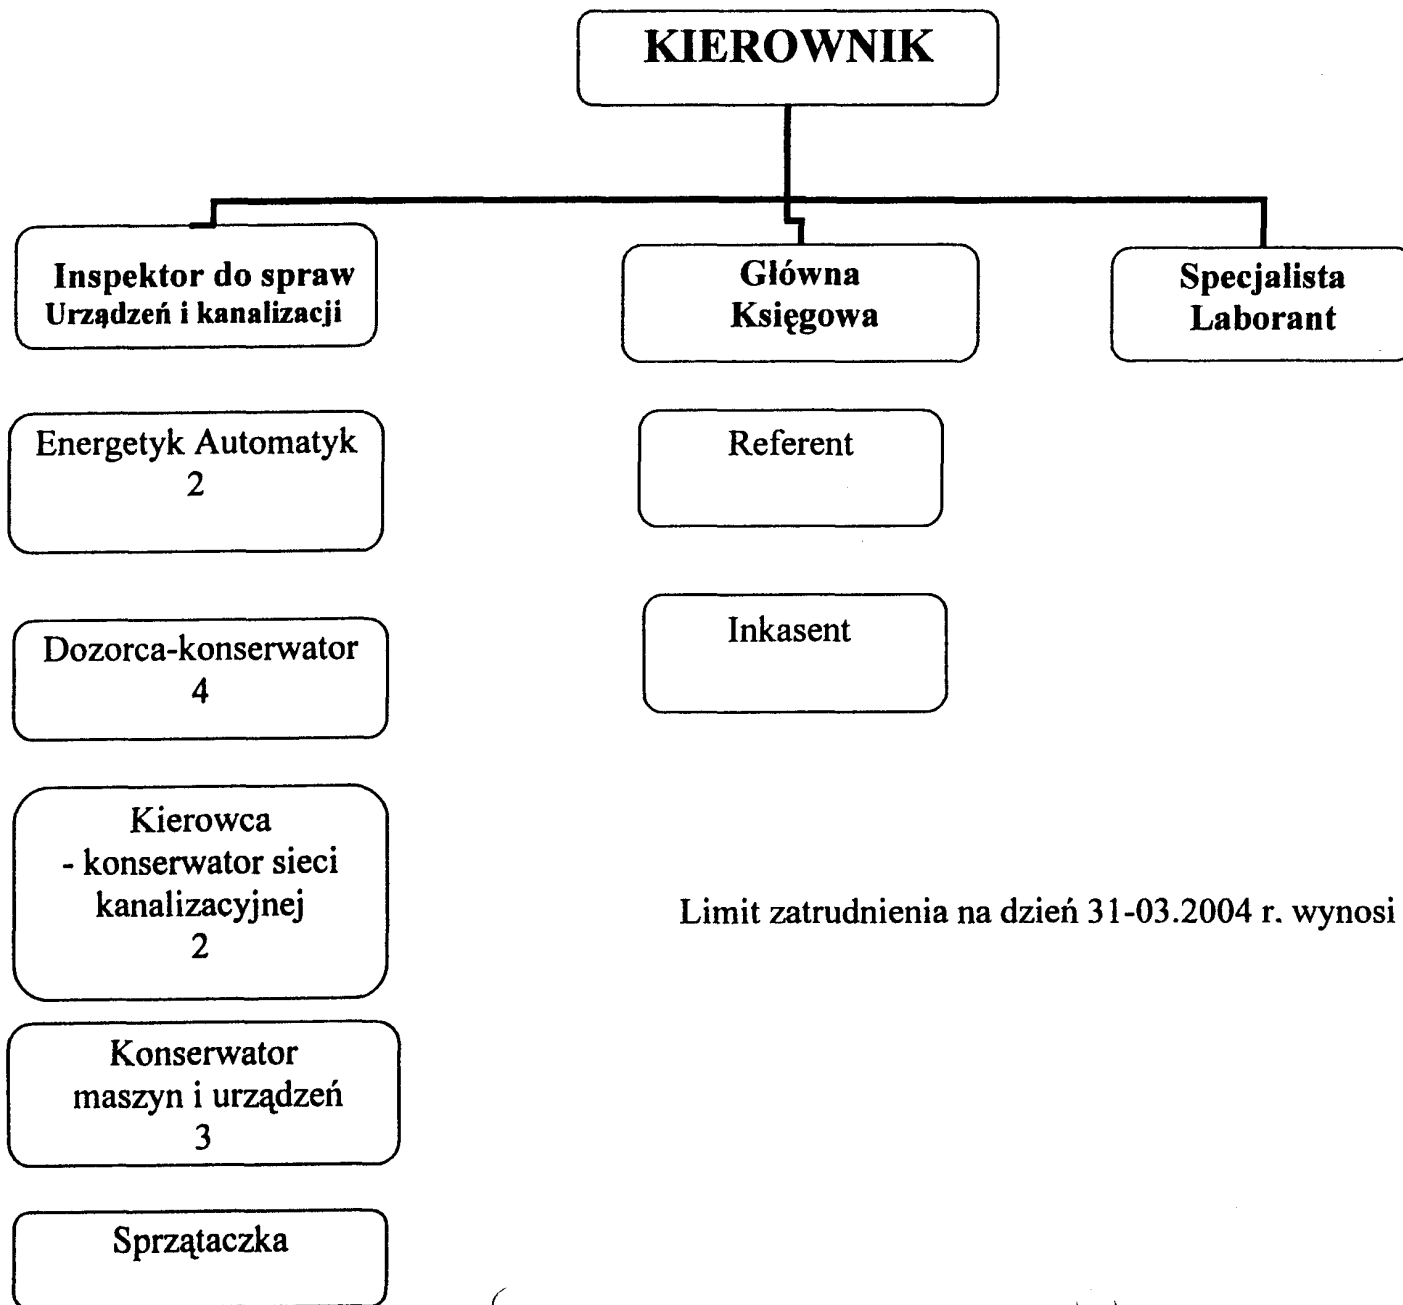 KIEROWNIK
Inspektor do spraw
Urządzeń i kanalizacji
Główna
Księgowa
Specjalista
Laborant
Energetyk Automatyk
2
Referent
Dozorca-konserwator
4
Inkasent
Kierowca
- konserwator sieci
kanalizacyjnej
2
Limit zatrudnienia na dzień 31-03.2004 r. wynosi
Konserwator
maszyn i urządzeń
3
Sprzątaczka